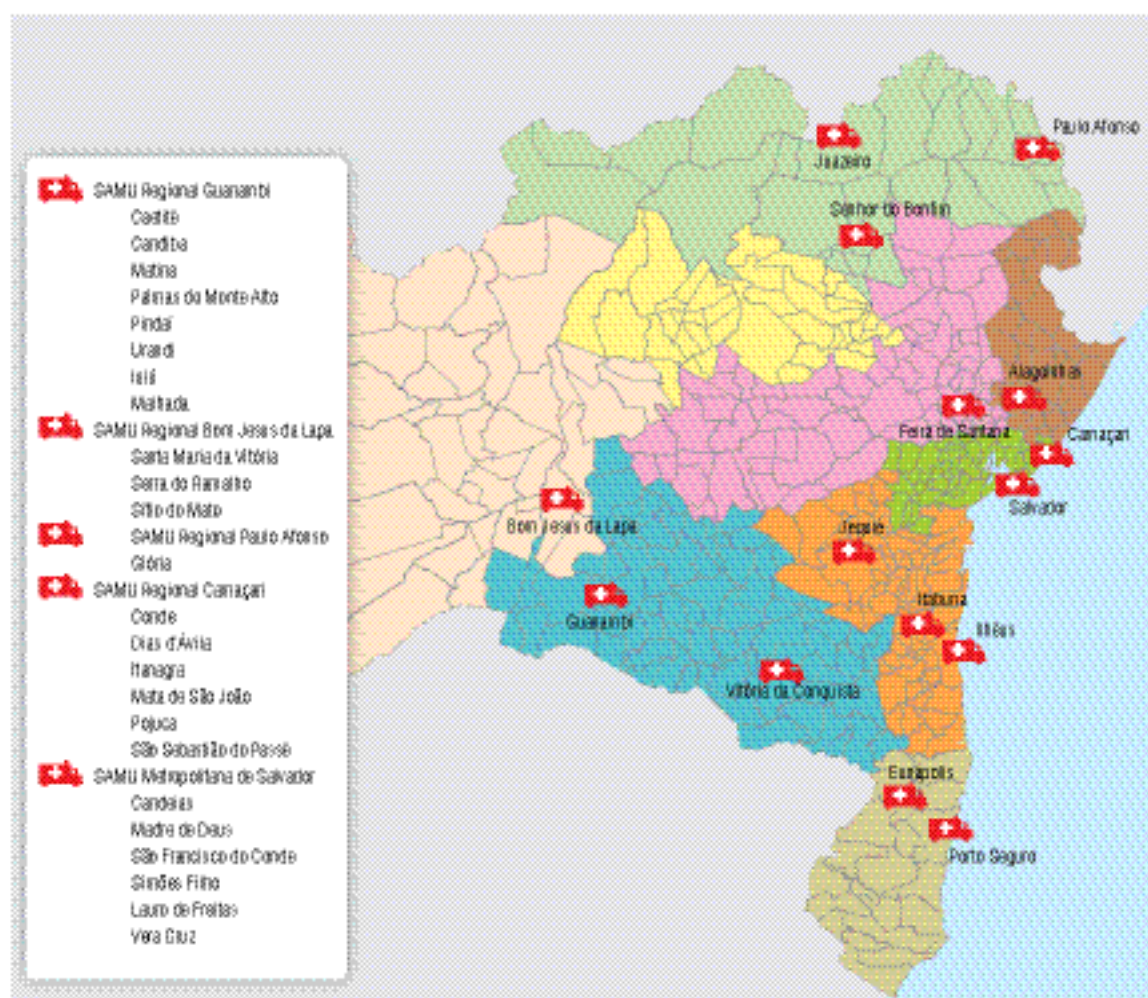 SAMU Regional Guanambi
Caetité
Candiba
Matina
Palmas do Monte Alto
Pindaí
Urandi
Iuiú
Malhada
SAMU Regional Bom Jesus da Lapa
Santa Maria da Vitória
Serra do Ramalho
Sítio do Mato
SAMU Regional Paulo Afonso
Glória
SAMU Regional Camaçari
Conde
Dias d'Ávila
Itanagra
Mata de São João
Pojuca
São Sebastião do Passé
SAMU Metropolitana de Salvador
Candeias
Madre de Deus
São Francisco do Conde
Simões Filho
Lauro de Freitas
Vera Cruz
Paulo Afonso
Juazeiro
Senhor do Bonfim
Alagoinhas
Feira de Santana
Camaçari
Salvador
Bom Jesus da Lapa
Jequie
Guanambi
Itabuna
Ilhéus
Vitória da Conquista
Eunápolis
Porto Seguro